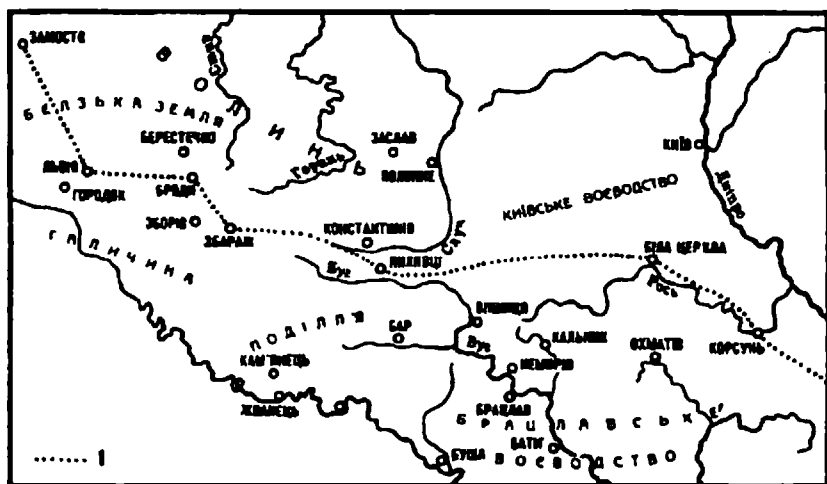 ЗАМОСТЯ
ВОЛИНЬ
БЕЛЗЬКА ЗЕМЛЯ
БЕРЕСТЕЧКО
ЗАСЛАВ
Горинь
ПОЛОННЕ
КИЇВ
ЛЬВІВ
БРОДИ
ГОРОДОК
КИЇВСЬКЕ ВОЄВОДСТВО
Дніпро
ЗБОРІВ
ЗБАРАЖ
КОНСТАНТИНІВ
Случ
ГАЛИЧИНА
ПИЛЯВЦІ
БІЛА ЦЕРКВА
Буг
Рось
ВІННИЦЯ
ПОДІЛЛЯ
БАР
Буг
КАЛЬНИК
ОХМАТІВ
КОРСУНЬ
КАМ'ЯНЕЦЬ
НЕМИРІВ
ЖВАНЕЦЬ
БРАЦЛАВ
БРАЦЛАВСЬКЕ
БАТІГ
БУША
ВОЄВОДСТВО
1